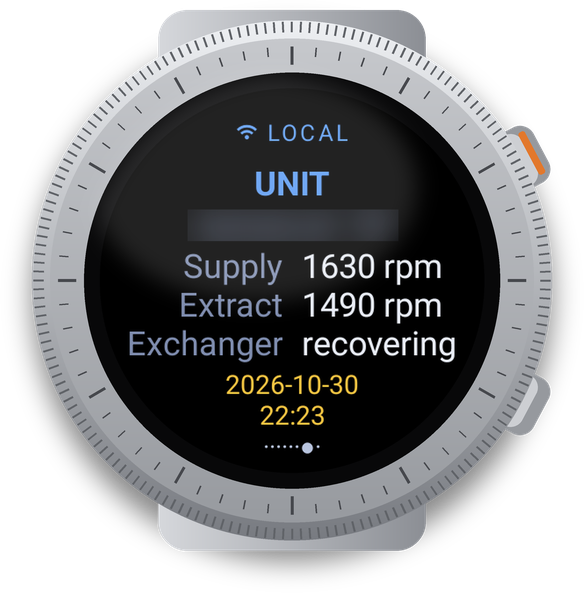 LOCAL
UNIT
Supply 1630 rpm
Extract 1490 rpm
Exchanger recovering
2026-10-30
22:23